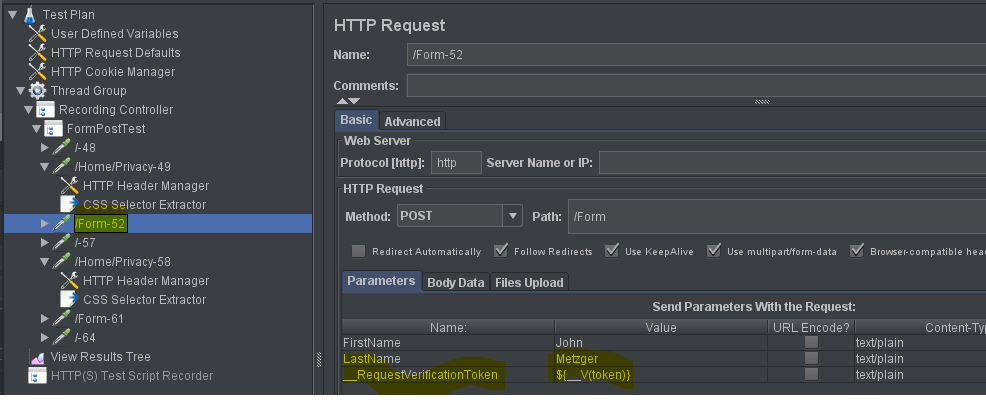 Test Plan
User Defined Variables
HTTP Request Defaults
HTTP Cookie Manager
Thread Group
Recording Controller
FormPostTest
/-48
/Home/Privacy-49
HTTP Header Manager
CSS Selector Extractor
/Form-52
/-57
/Home/Privacy-58
HTTP Header Manager
CSS Selector Extractor
/Form-61
/-64
View Results Tree
HTTP(S) Test Script Recorder
HTTP Request
Name: /Form-52
Comments:
Basic Advanced
Web Server
Protocol [http]: http Server Name or IP:
HTTP Request
Method: POST Path: /Form
Redirect Automatically Follow Redirects Use KeepAlive Use multipart/form-data Browser-compatible hea
Parameters Body Data Files Upload
Send Parameters With the Request:
Name: Value URL Encode? Content-Typ
FirstName John text/plain
LastName Metzger text/plain
__RequestVerificationToken ${__V(token)} text/plain